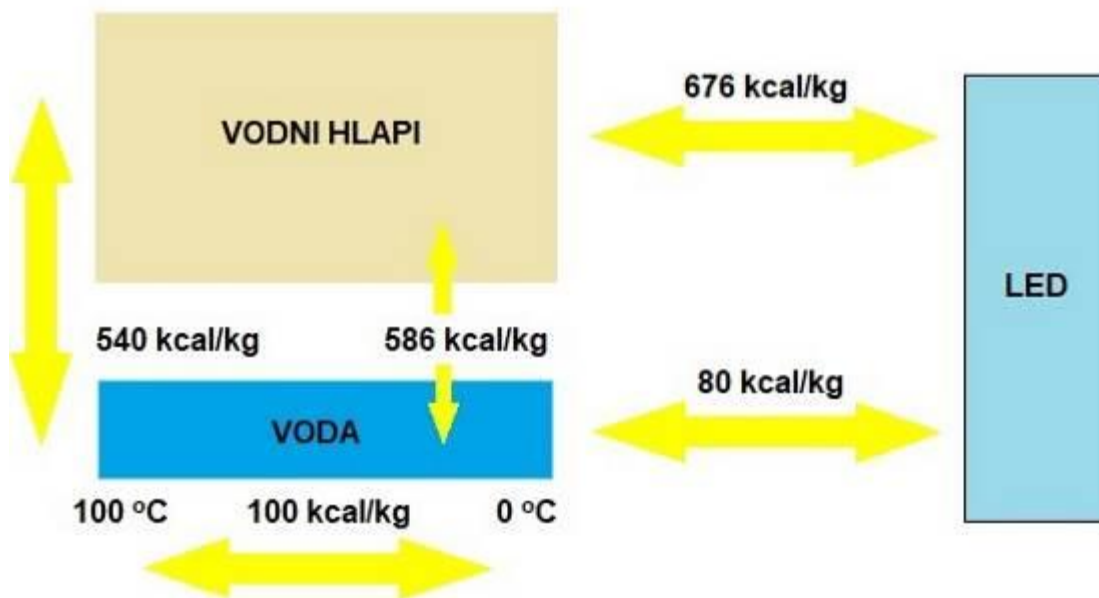 676 kcal/kg
VODNI HLAPI
LED
540 kcal/kg
586 kcal/kg
80 kcal/kg
VODA
100 °C
100 kcal/kg
0 °C